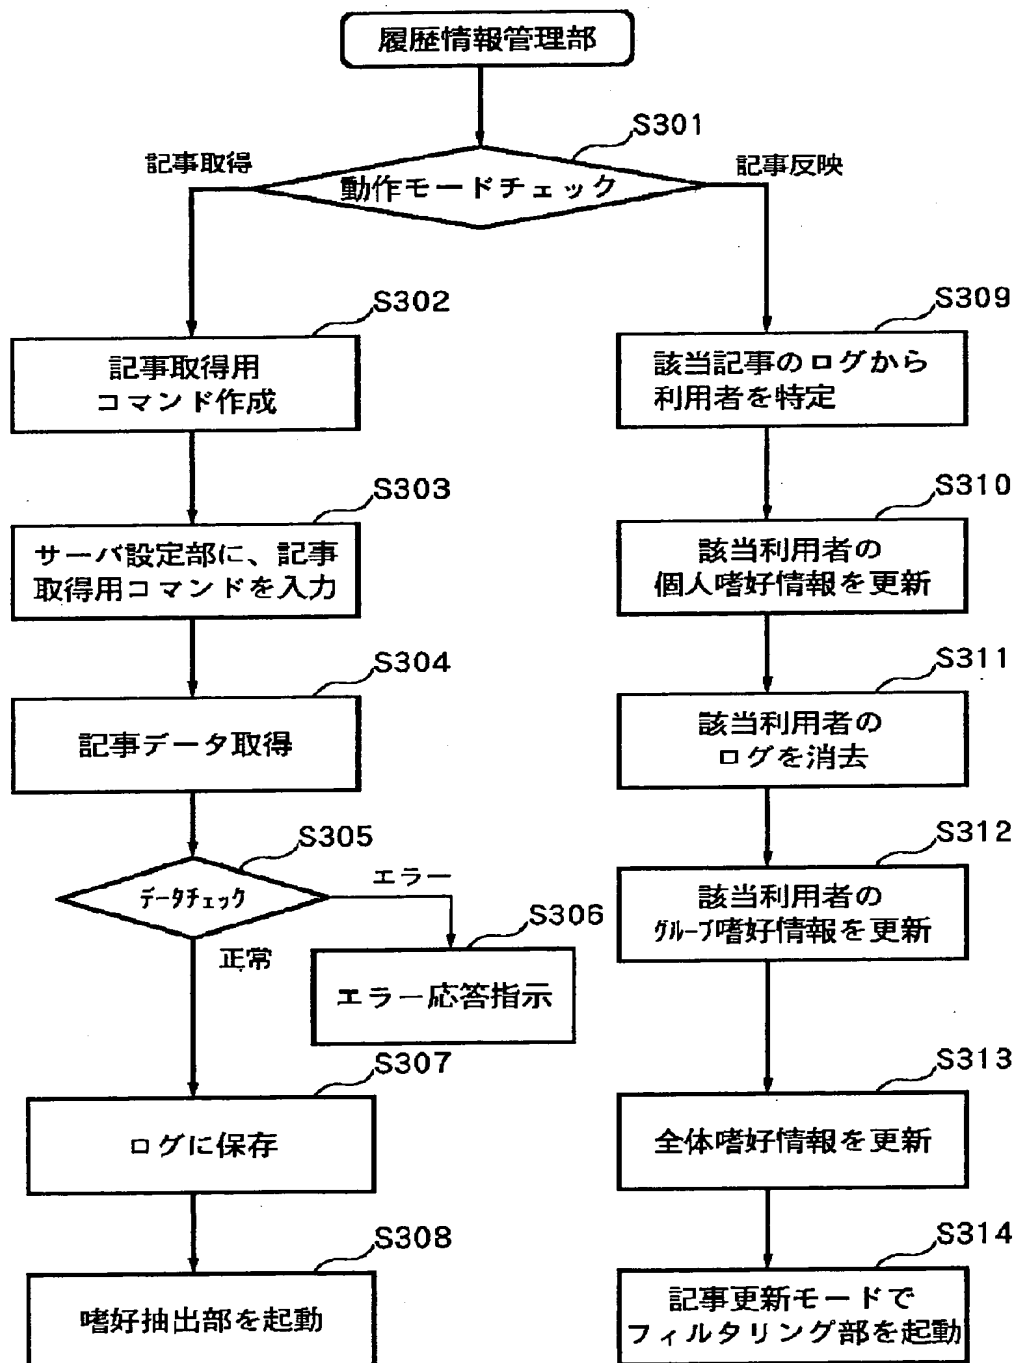 履歴情報管理部
S301
記事取得
動作モードチェック
記事反映
S302
記事取得用
コマンド作成
S303
サーバ設定部に、記事
取得用コマンドを入力
S304
記事データ取得
S305
データチェック
エラー
S306
エラー応答指示
正常
S307
ログに保存
S308
嗜好抽出部を起動
S309
該当記事のログから
利用者を特定
S310
該当利用者の
個人嗜好情報を更新
S311
該当利用者の
ログを消去
S312
該当利用者の
グループ嗜好情報を更新
S313
全体嗜好情報を更新
S314
記事更新モードで
フィルタリング部を起動